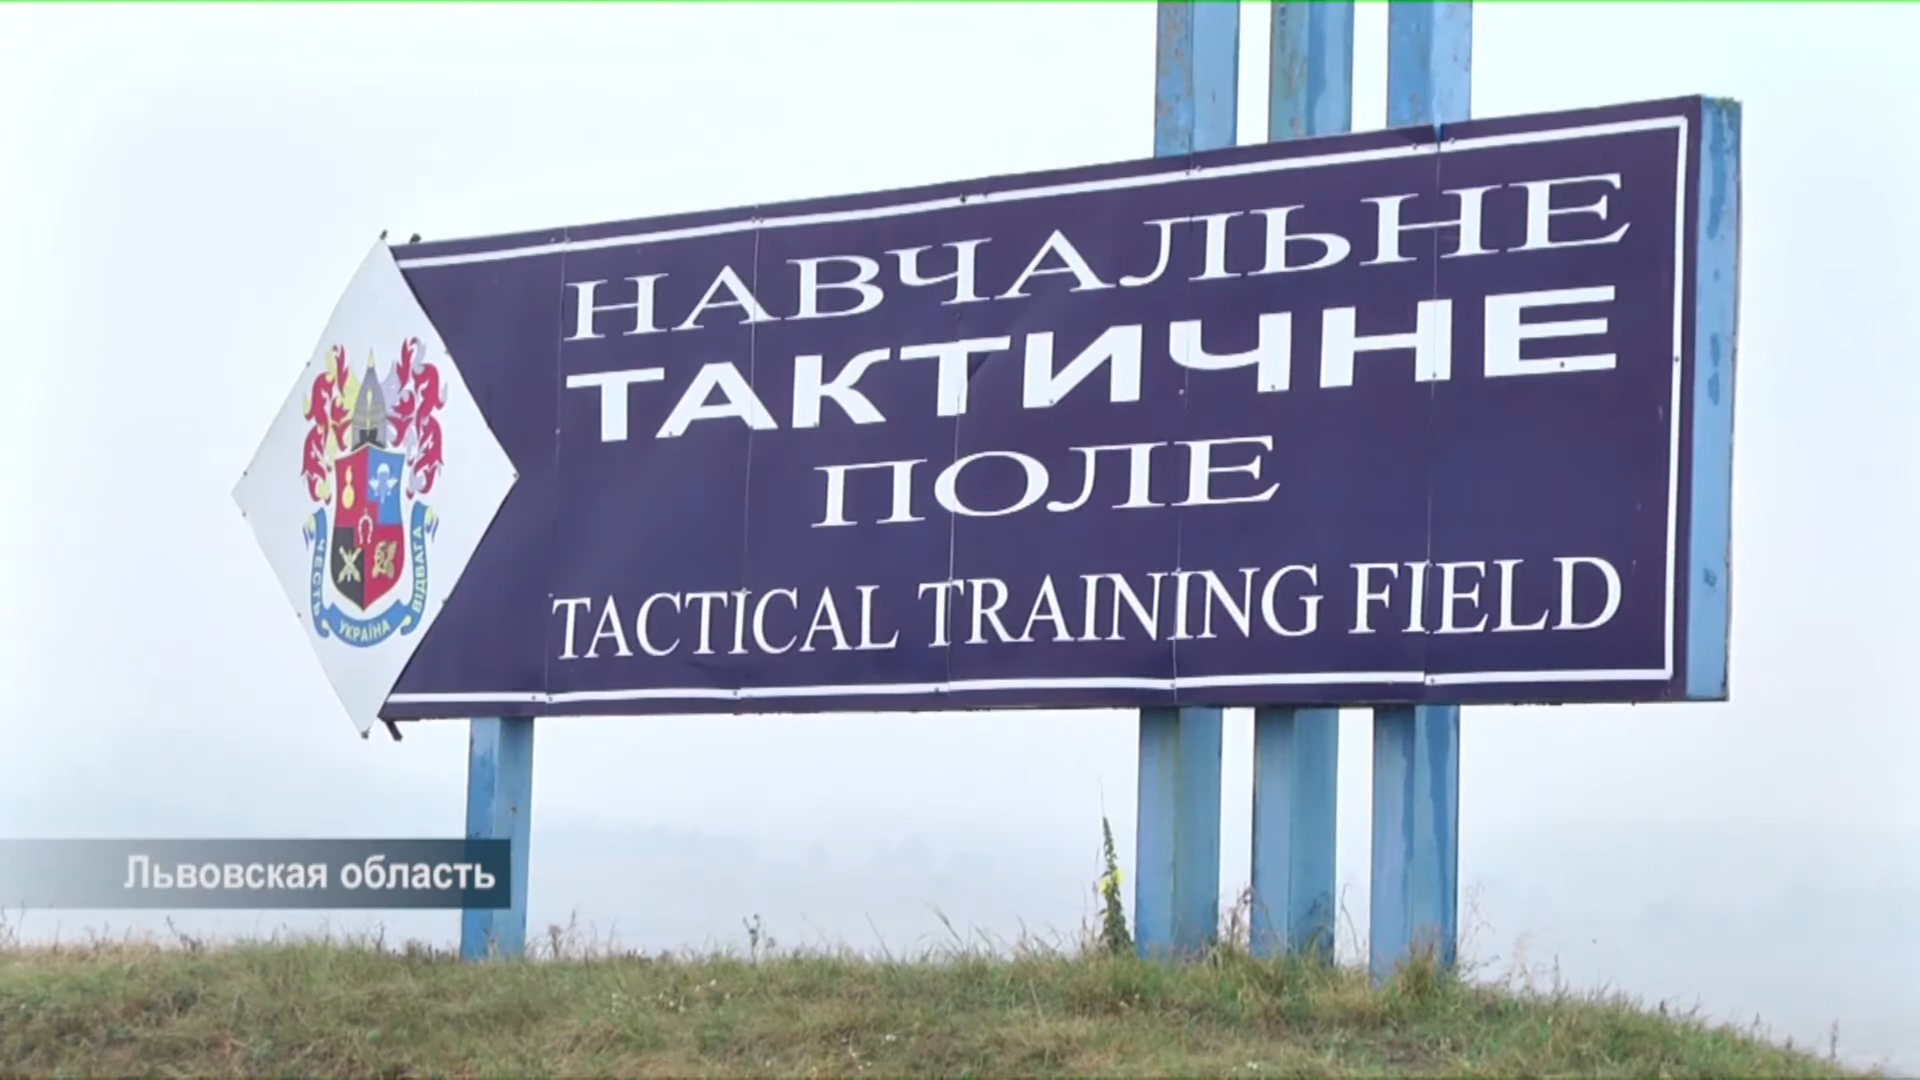 НАВЧАЛЬНЕ
ТАКТИЧНЕ
ПОЛЕ
TACTICAL TRAINING FIELD
ЧЕСТЬ
УКРАЇНА
ВІДВАГА
Львовская область